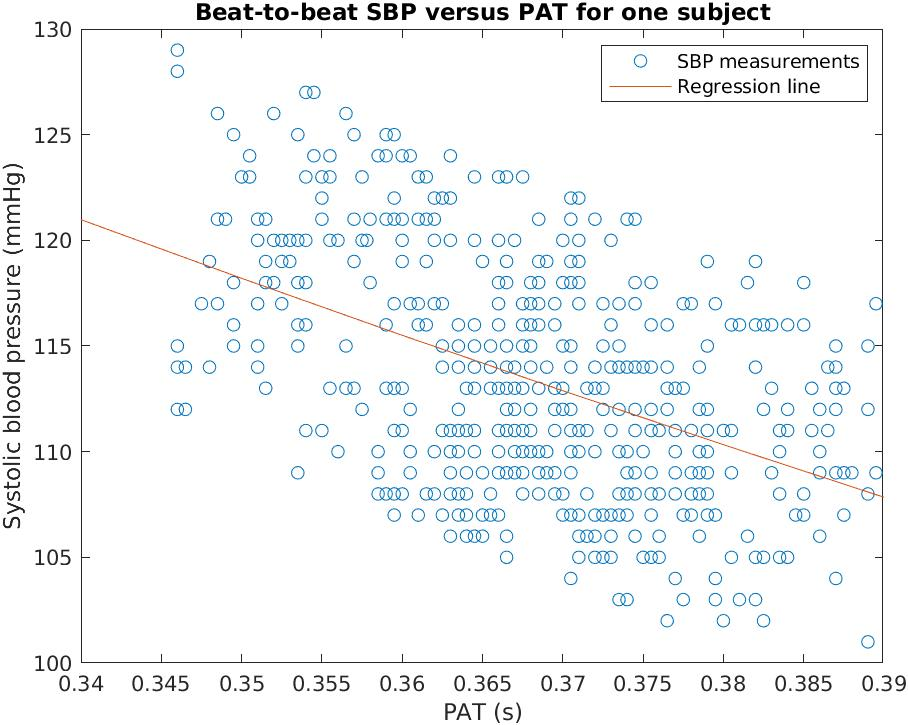 Beat-to-beat SBP versus PAT for one subject
SBP measurements
Regression line
Systolic blood pressure (mmHg)
130
125
120
115
110
105
100
0.34 0.345 0.35 0.355 0.36 0.365 0.37 0.375 0.38 0.385 0.39
PAT (s)